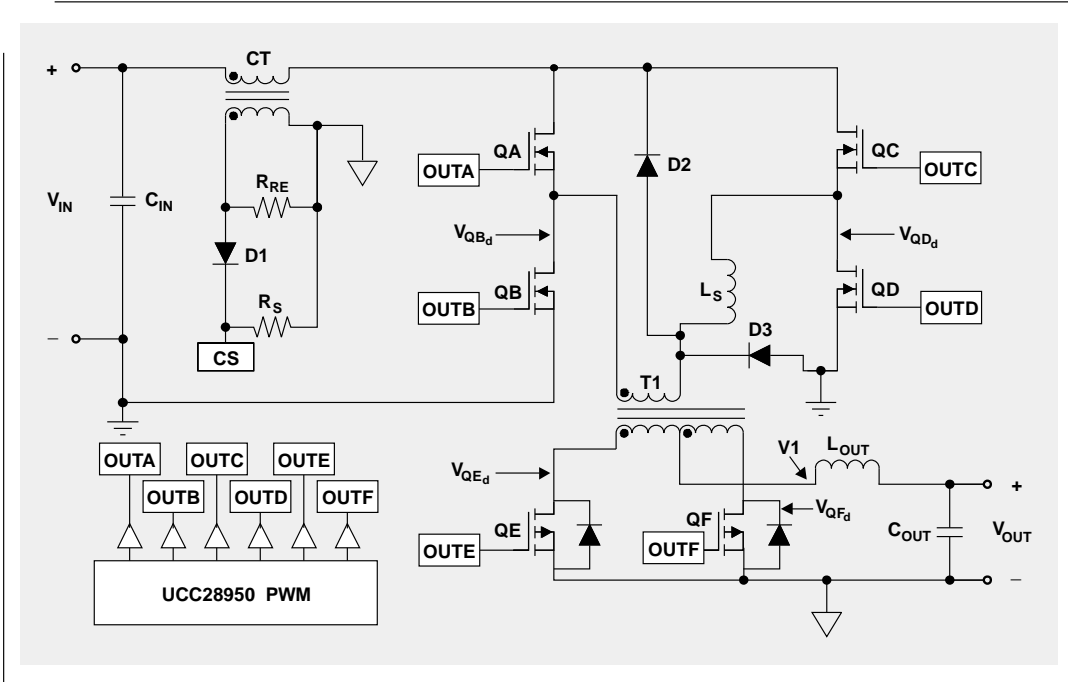 CT
+
QA
QC
D2
OUTA
OUTC
R_RE
V_IN
C_IN
V_QBd
V_QDd
D1
QB
L_S
QD
R_S
OUTB
OUTD
D3
–
CS
T1
OUTA
OUTC
OUTE
V1
L_OUT
V_QEd
OUTB
OUTD
OUTF
+
V_QFd
QE
QF
C_OUT
V_OUT
OUTE
OUTF
–
UCC28950 PWM